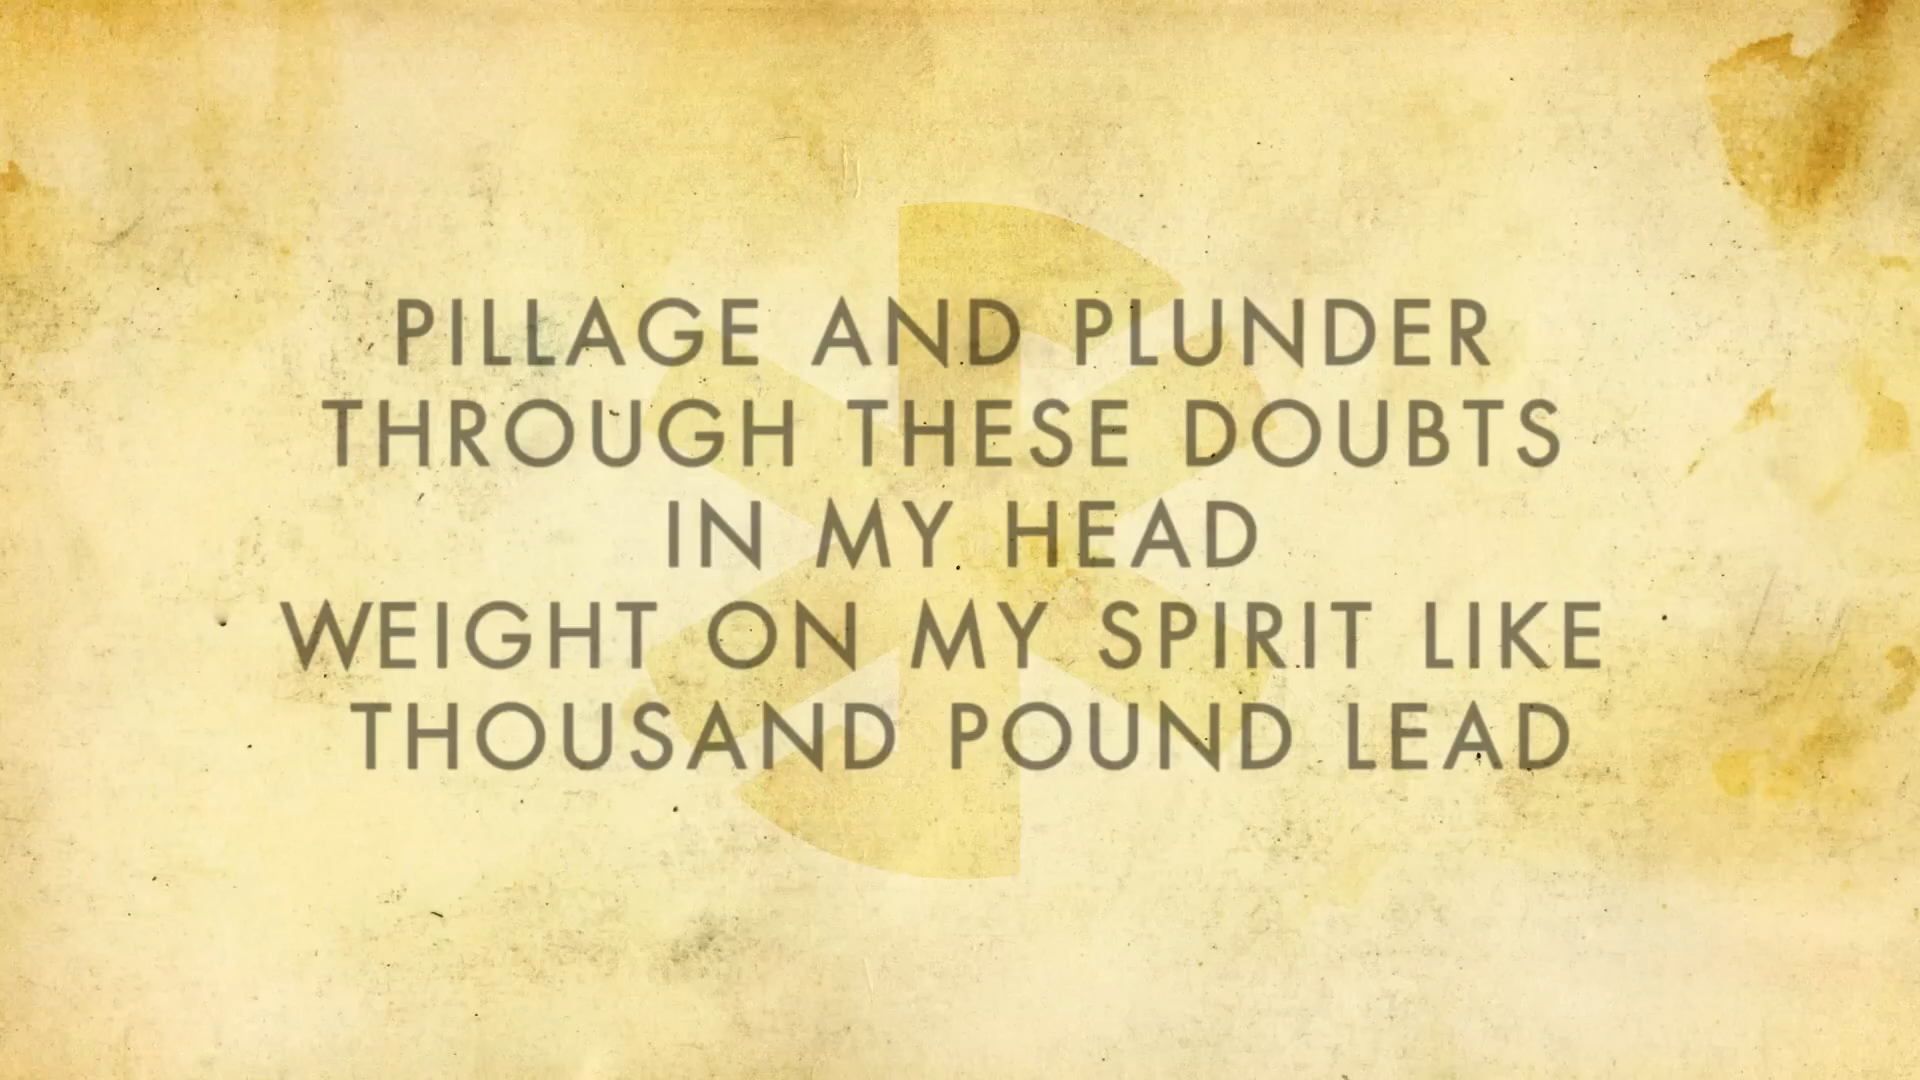 PILLAGE AND PLUNDER
THROUGH THESE DOUBTS
IN MY HEAD
WEIGHT ON MY SPIRIT LIKE
THOUSAND POUND LEAD